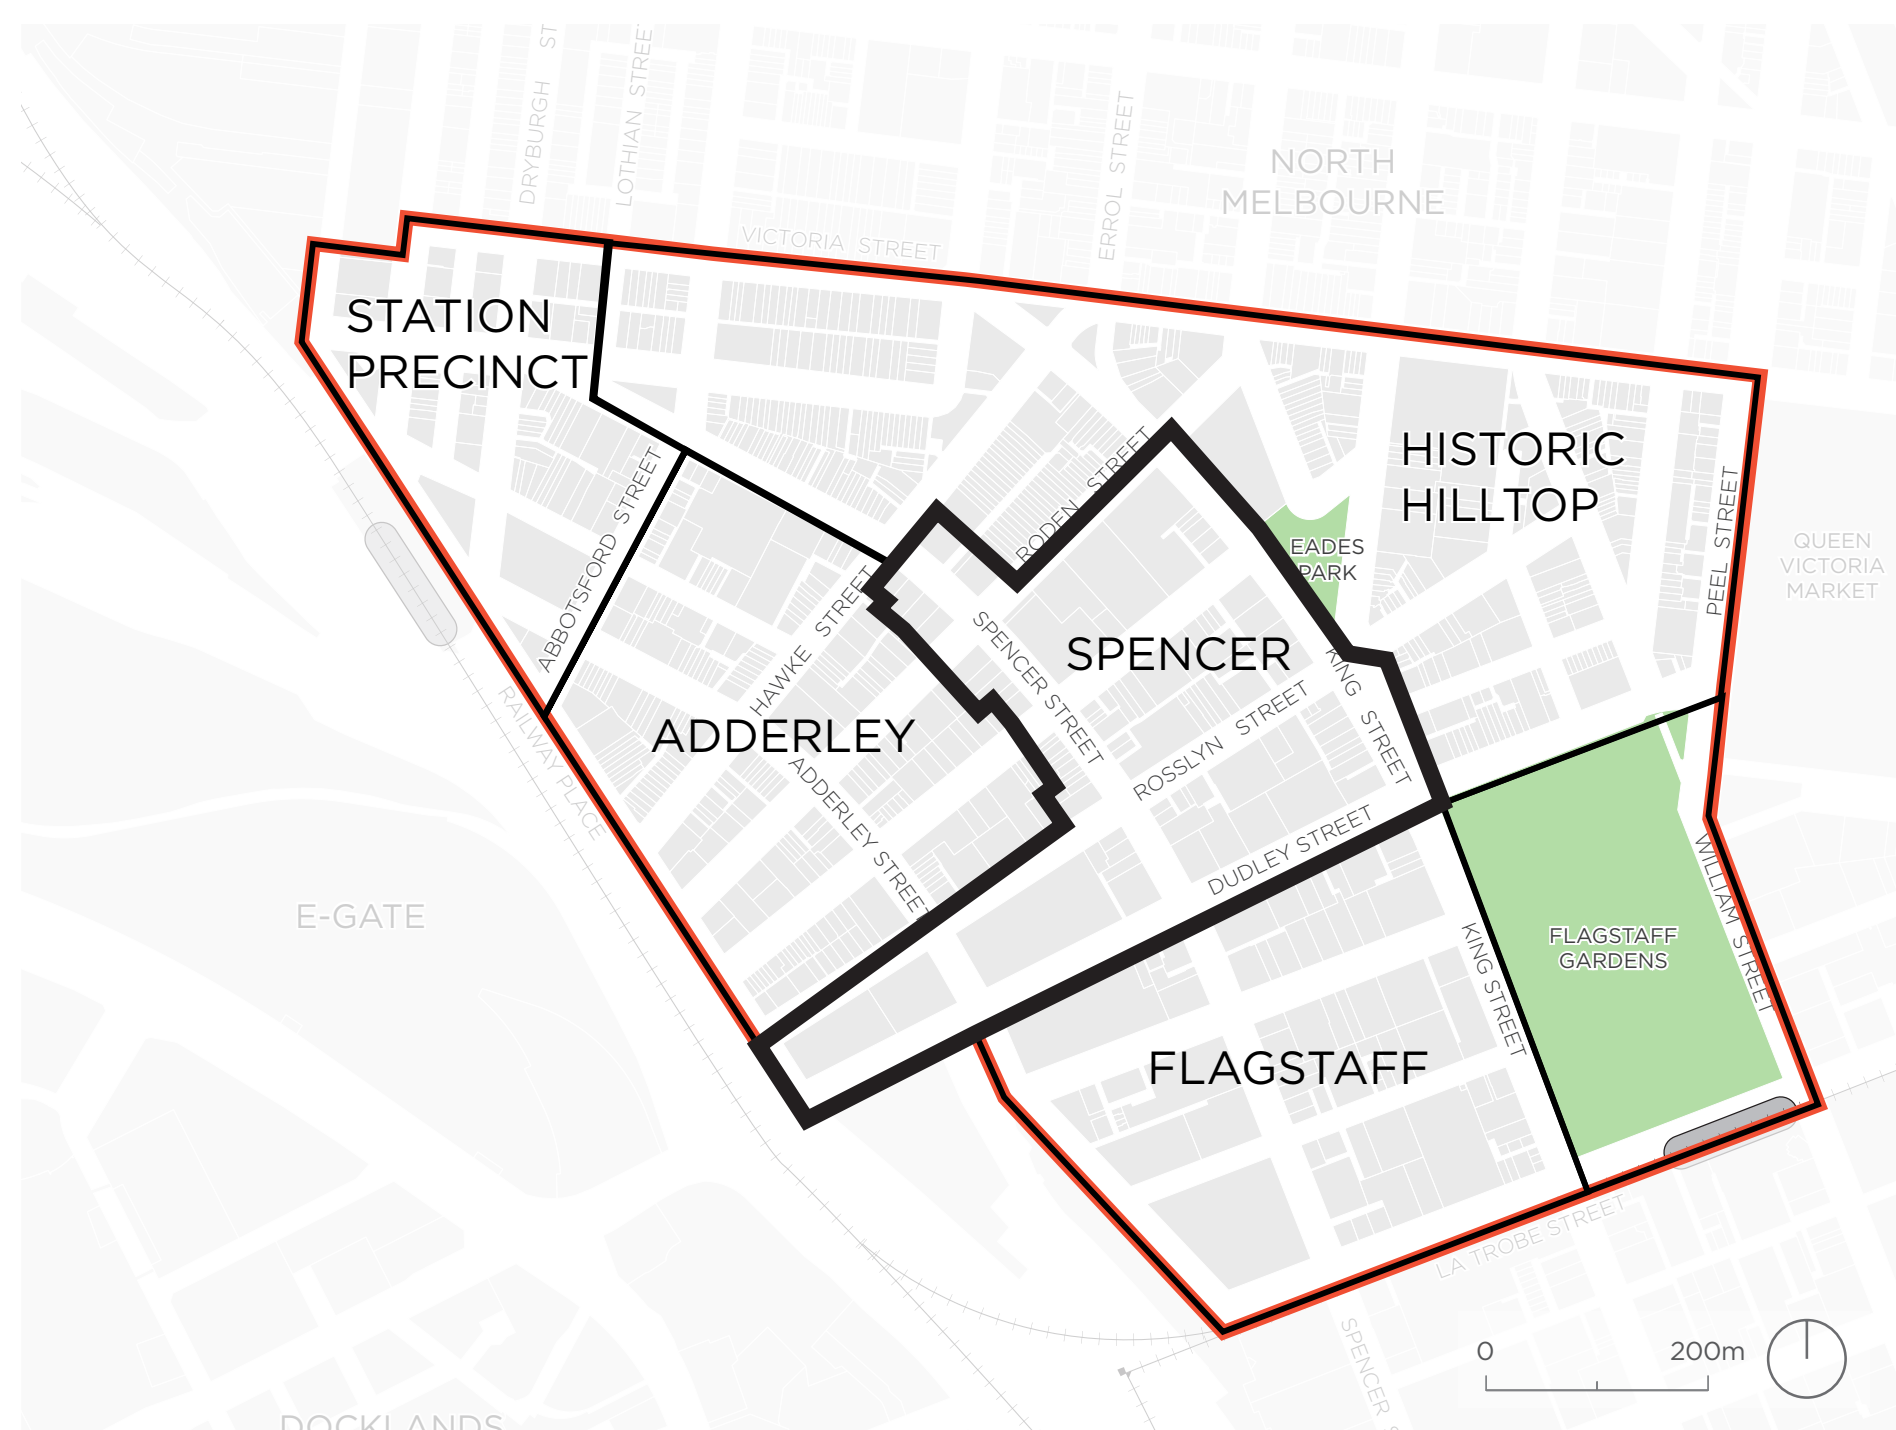 DRYBURGH ST
LOTHIAN STREET
ERROL STREET
NORTH
MELBOURNE
VICTORIA STREET
STATION
PRECINCT
HISTORIC
HILLTOP
RODEN STREET
ABBOTSFORD STREET
PEEL STREET
EADES
PARK
QUEEN
VICTORIA
MARKET
HAWKE STREET
SPENCER STREET
SPENCER
KING STREET
ROSSLYN STREET
ADDERLEY
RAILWAY PLACE
ADDERLEY STREET
DUDLEY STREET
WILLIAM STREET
E-GATE
KING STREET
FLAGSTAFF
GARDENS
FLAGSTAFF
LA TROBE STREET
SPENCER S
0 200m
DOCKLANDS